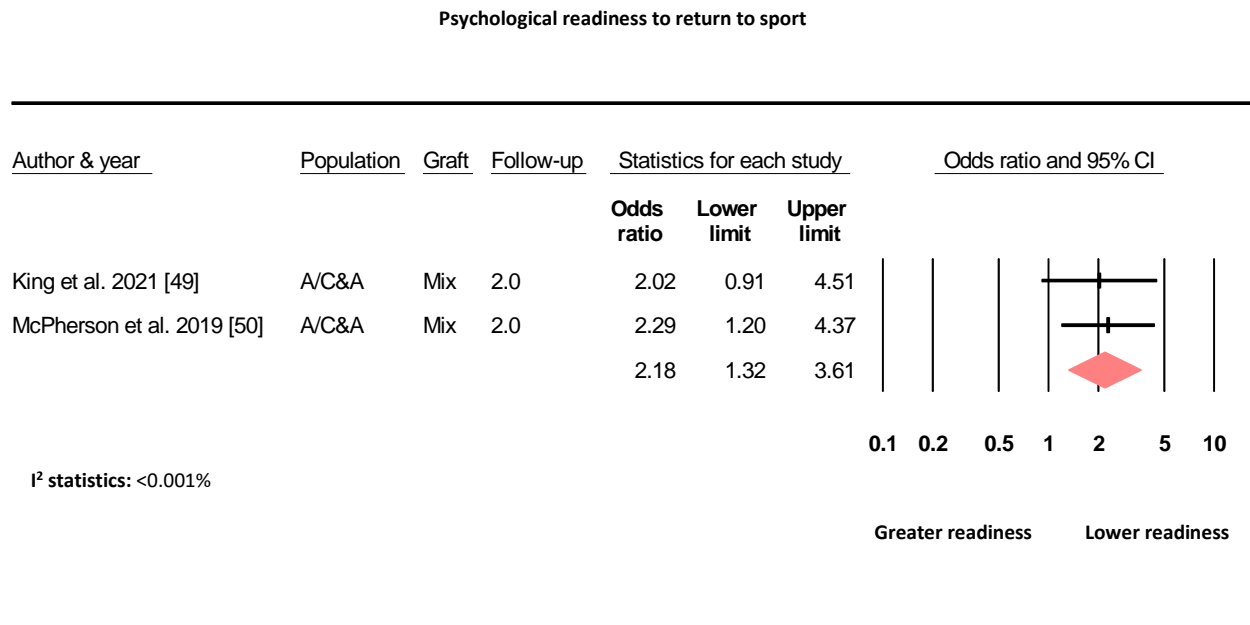 Psychological readiness to return to sport
Author & year Population Graft Follow-up Statistics for each study Odds ratio and 95% CI
Odds ratio Lower limit Upper limit
King et al. 2021 [49] A/C&A Mix 2.0 2.02 0.91 4.51
McPherson et al. 2019 [50] A/C&A Mix 2.0 2.29 1.20 4.37
2.18 1.32 3.61
0.1 0.2 0.5 1 2 5 10
I² statistics: <0.001%
Greater readiness Lower readiness